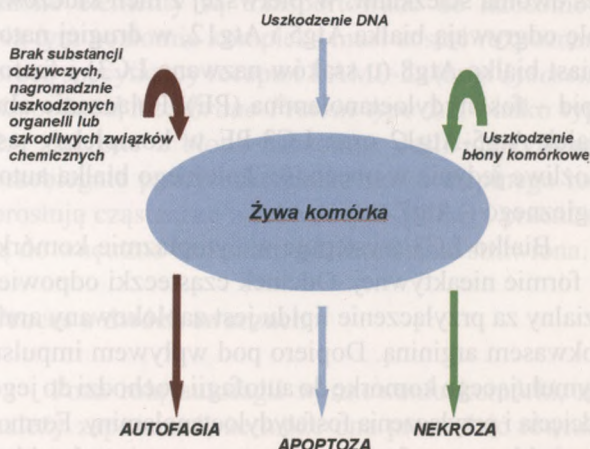 Uszkodzenie DNA
Brak substancji
odżywczych,
nagromadznie
uszkodzonych
organelli lub
szkodliwych związków
chemicznych
Uszkodzenie
błony komórkowej
Żywa komórka
AUTOFAGIA
APOPTOZA
NEKROZA